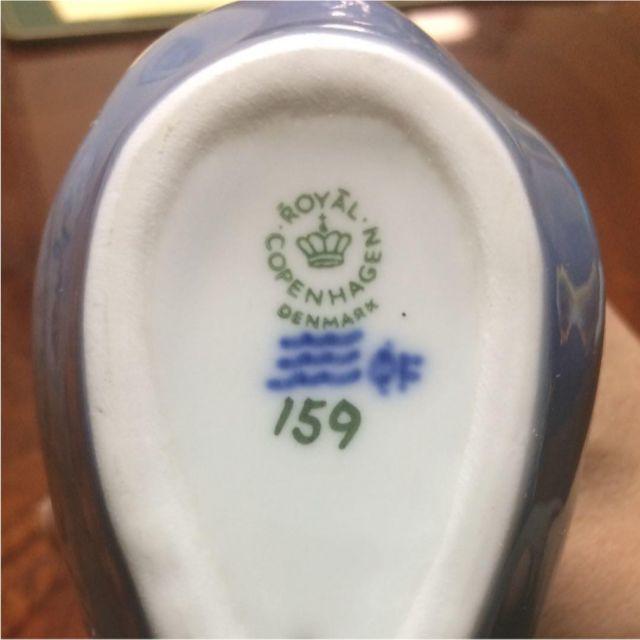 ROYAL
COPENHAGEN
DENMARK
159